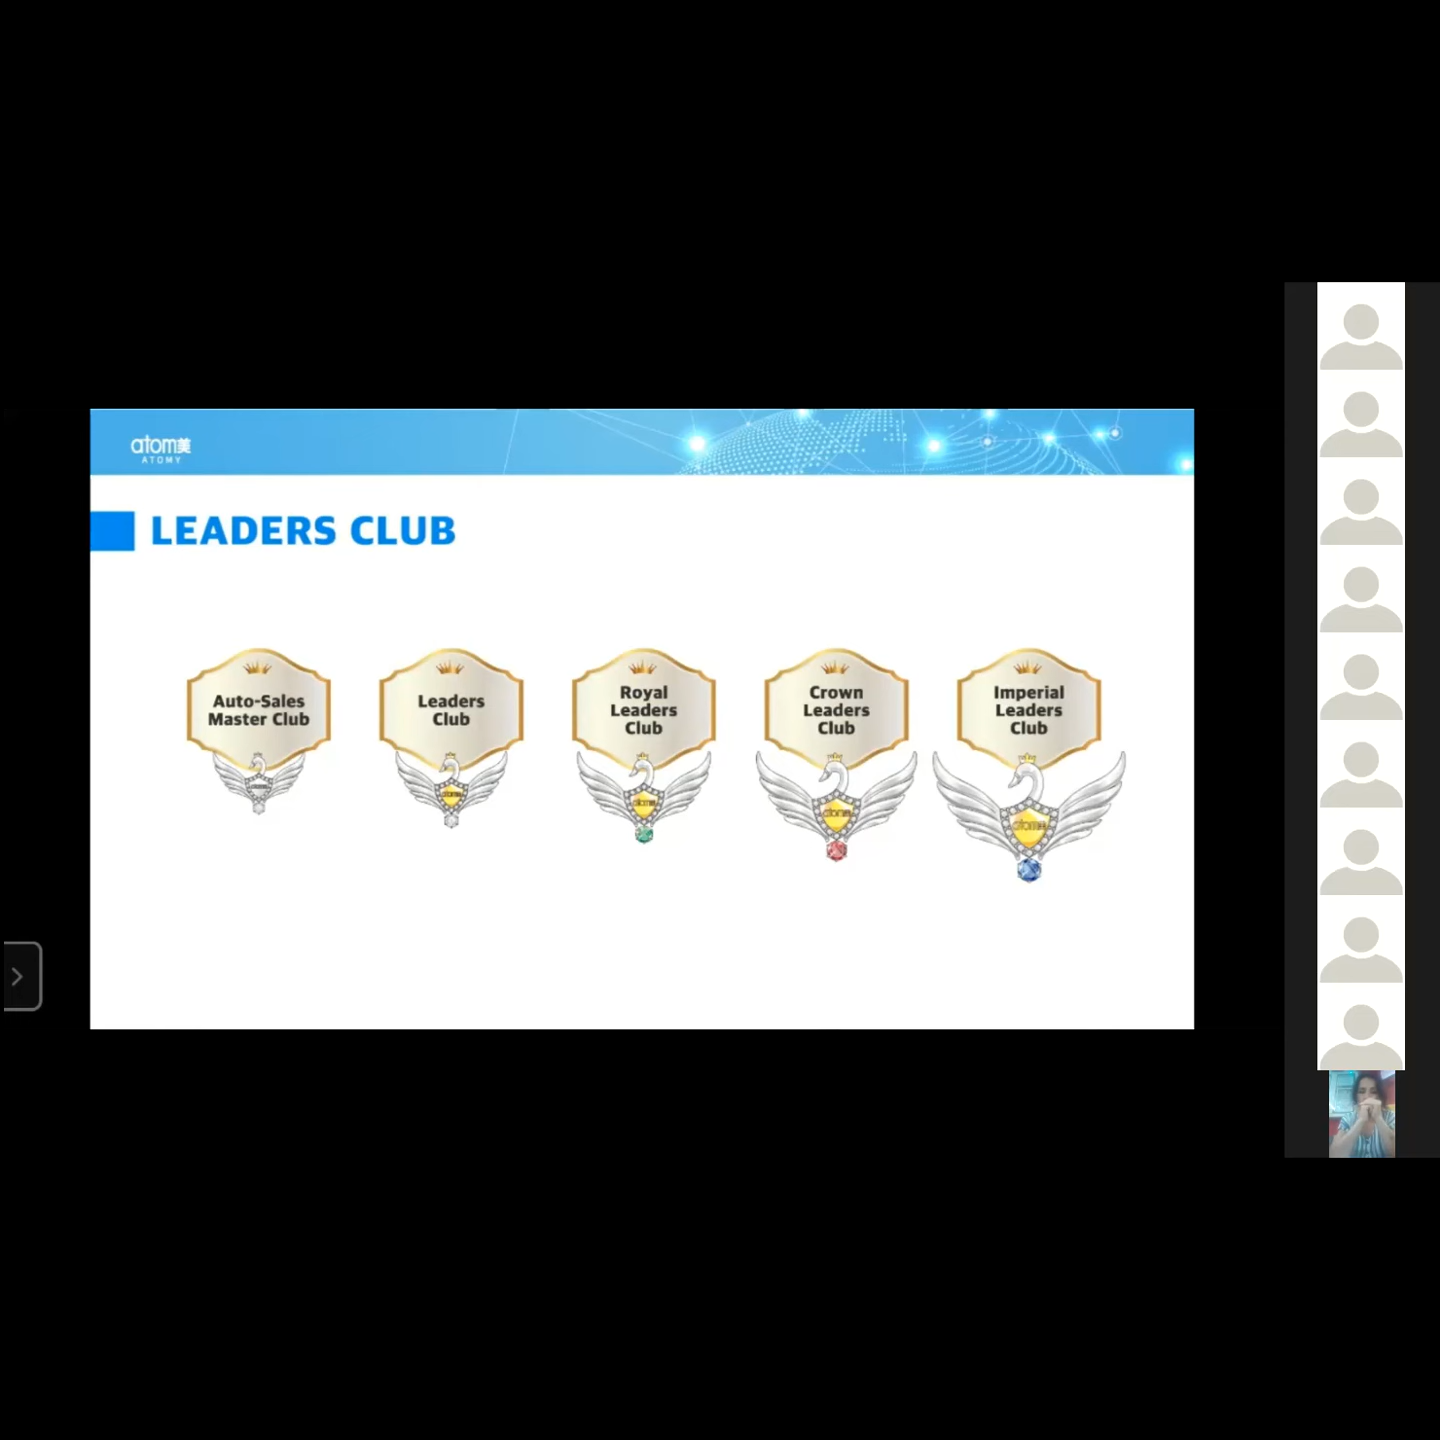 atom美
ATOMY
LEADERS CLUB
Auto-Sales
Master Club
Leaders
Club
Royal
Leaders
Club
Crown
Leaders
Club
Imperial
Leaders
Club